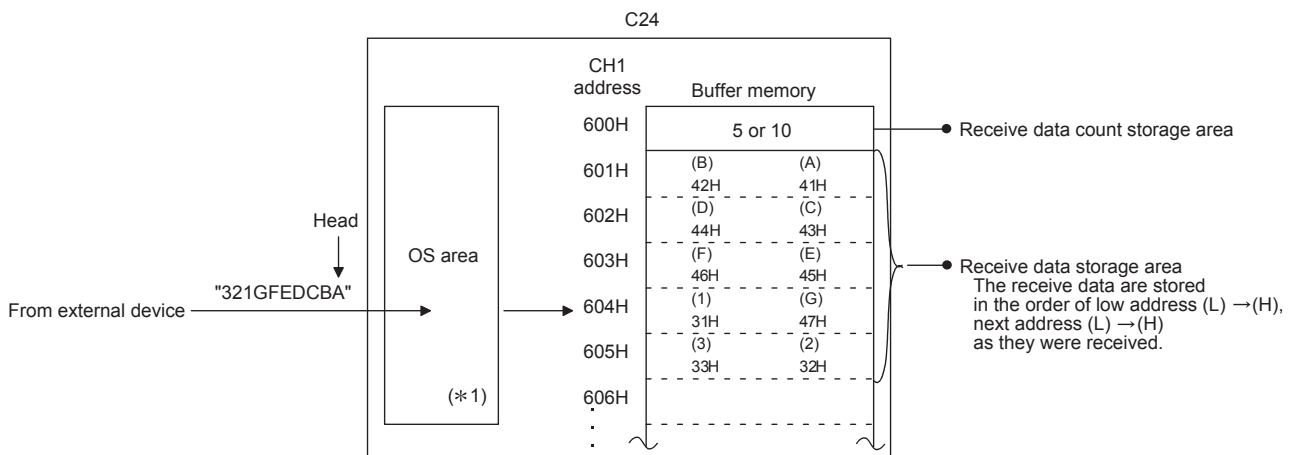 C24
CH1
address
Buffer memory
600H
5 or 10
Receive data count storage area
601H
(B)
(A)
42H
41H
602H
(D)
(C)
44H
43H
Head
603H
(F)
(E)
46H
45H
OS area
Receive data storage area
The receive data are stored
in the order of low address (L) →(H),
next address (L) →(H)
as they were received.
"321GFEDCBA"
From external device
604H
(1)
(G)
31H
47H
605H
(3)
(2)
33H
32H
(*1)
606H